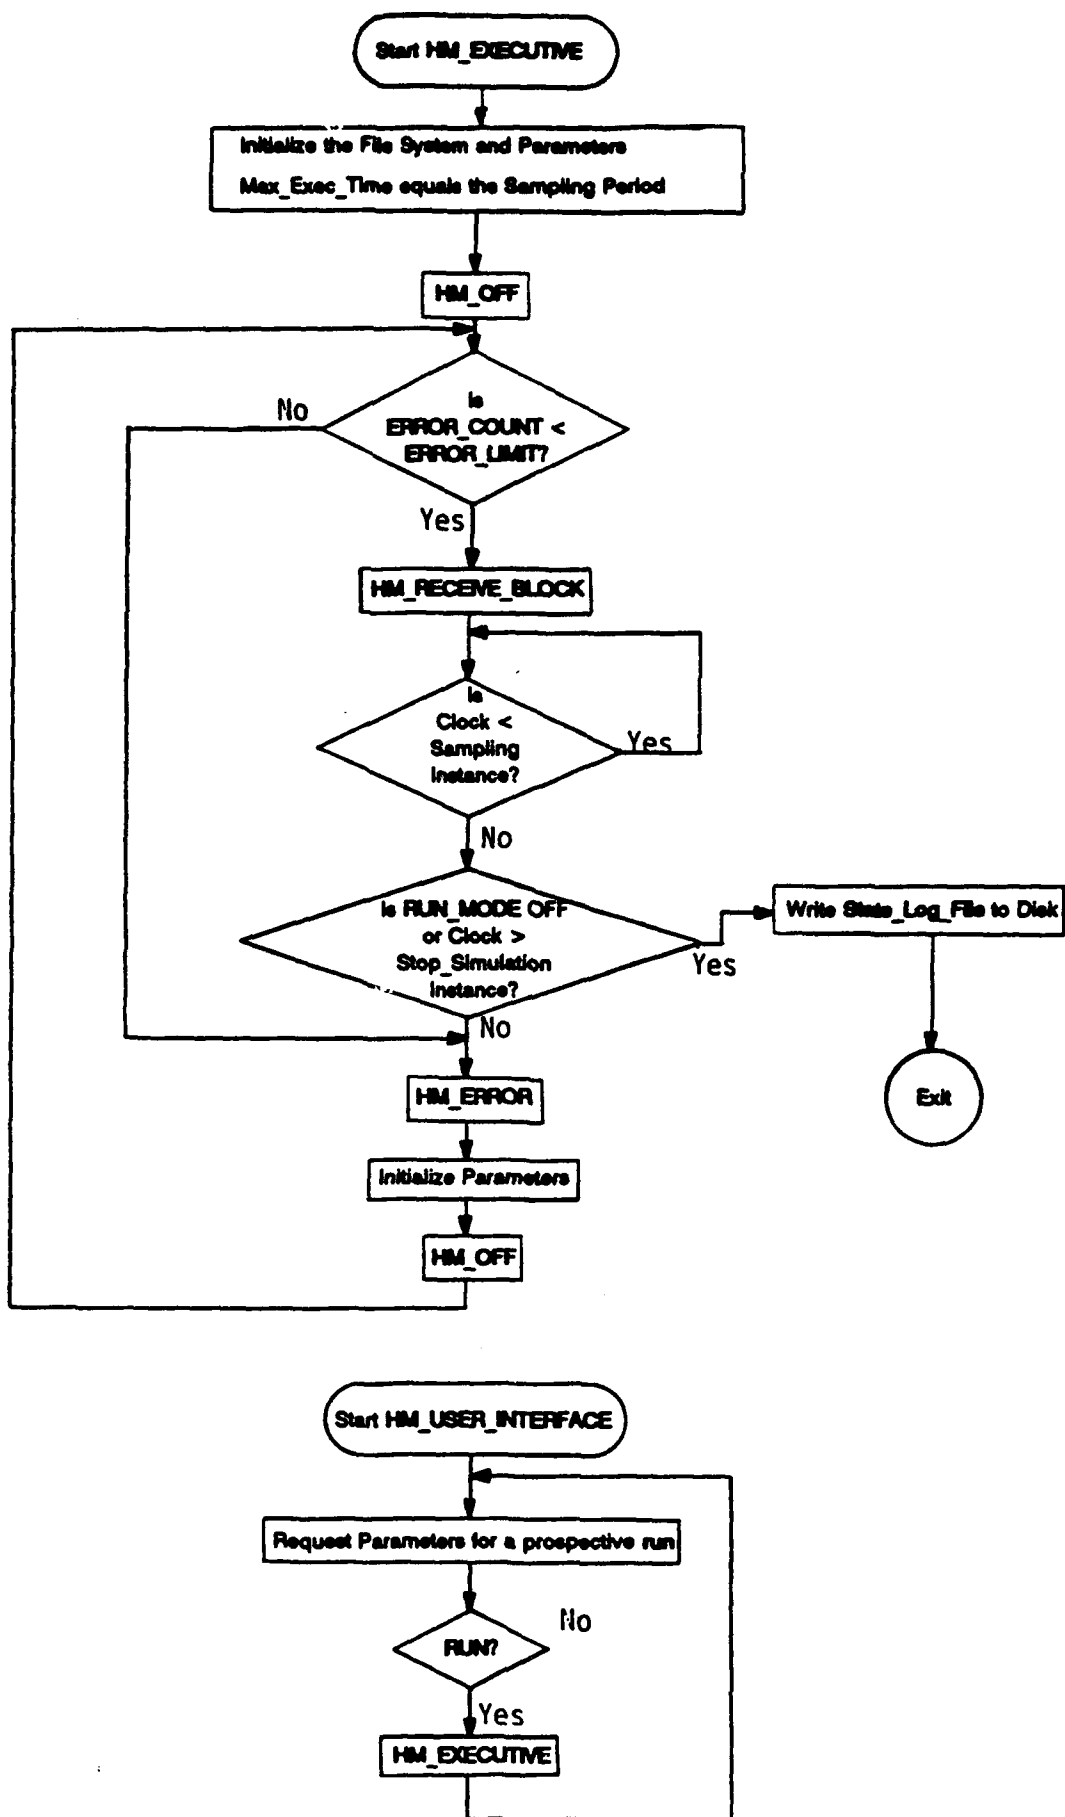 Start HM_EXECUTIVE
Initialize the File System and Parameters
Max_Exec_Time equals the Sampling Period
HM_OFF
Is
ERROR_COUNT <
ERROR_LIMIT?
No
Yes
HM_RECEIVE_BLOCK
Is
Clock <
Sampling
Instance?
Yes
No
Is RUN_MODE OFF
or Clock >
Stop_Simulation
Instance?
Yes
Write State_Log_File to Disk
Exit
No
HM_ERROR
Initialize Parameters
HM_OFF
Start HM_USER_INTERFACE
Request Parameters for a prospective run
RUN?
No
Yes
HM_EXECUTIVE